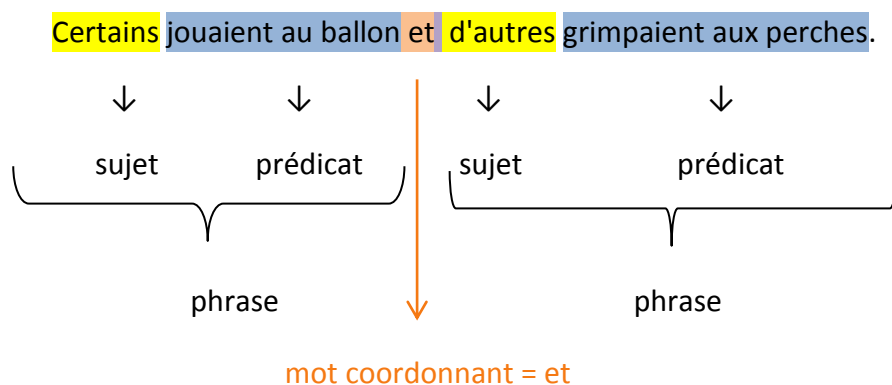 Certains jouaient au ballon et d'autres grimpaient aux perches.
sujet prédicat sujet prédicat
phrase phrase
mot coordonnant = et